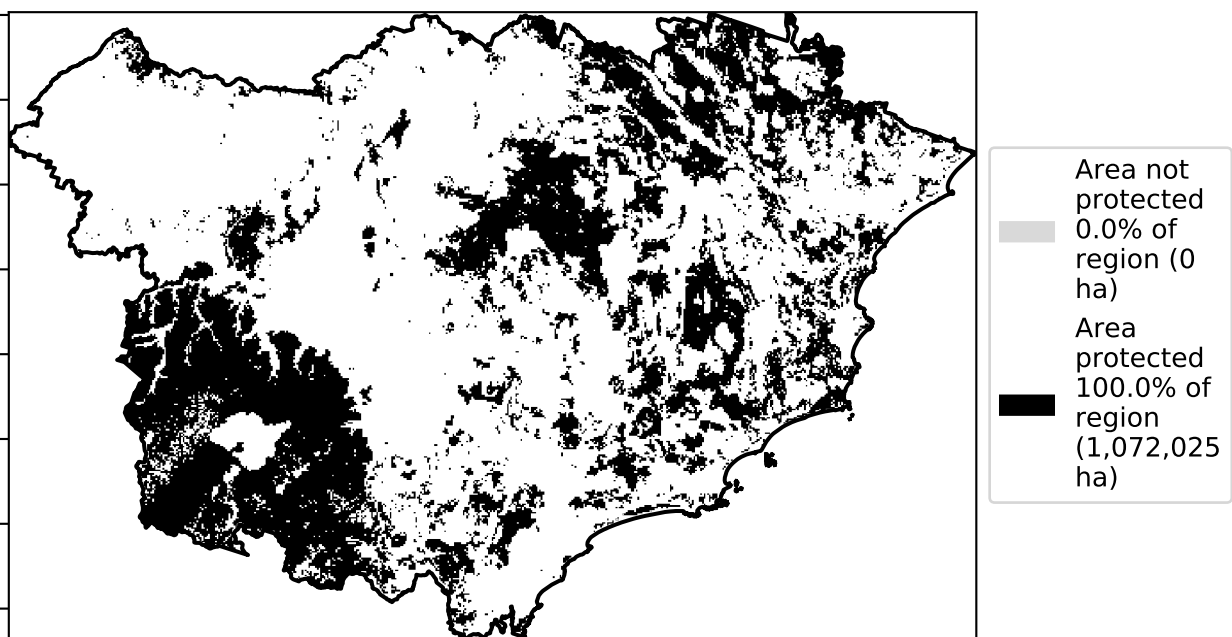 Area not
protected
0.0% of
region (0
ha)
Area
protected
100.0% of
region
(1,072,025
ha)